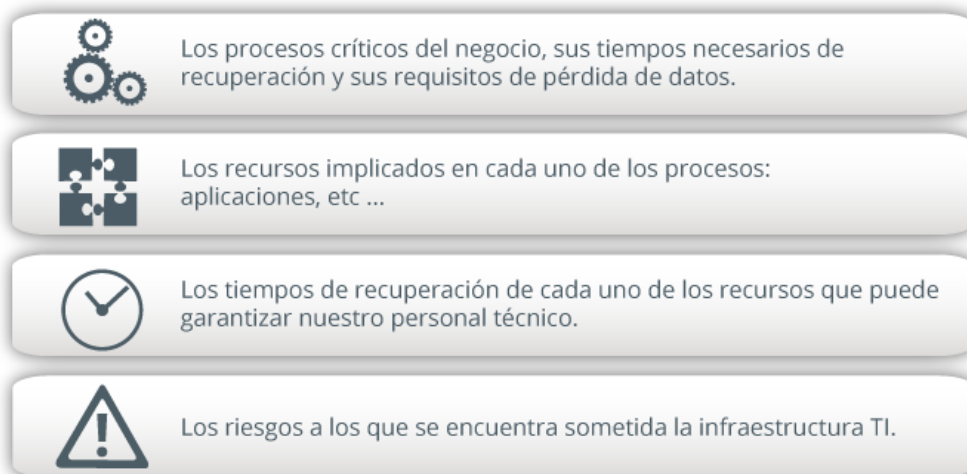 Los procesos críticos del negocio, sus tiempos necesarios de
recuperación y sus requisitos de pérdida de datos.
Los recursos implicados en cada uno de los procesos:
aplicaciones, etc ...
Los tiempos de recuperación de cada uno de los recursos que puede
garantizar nuestro personal técnico.
Los riesgos a los que se encuentra sometida la infraestructura TI.